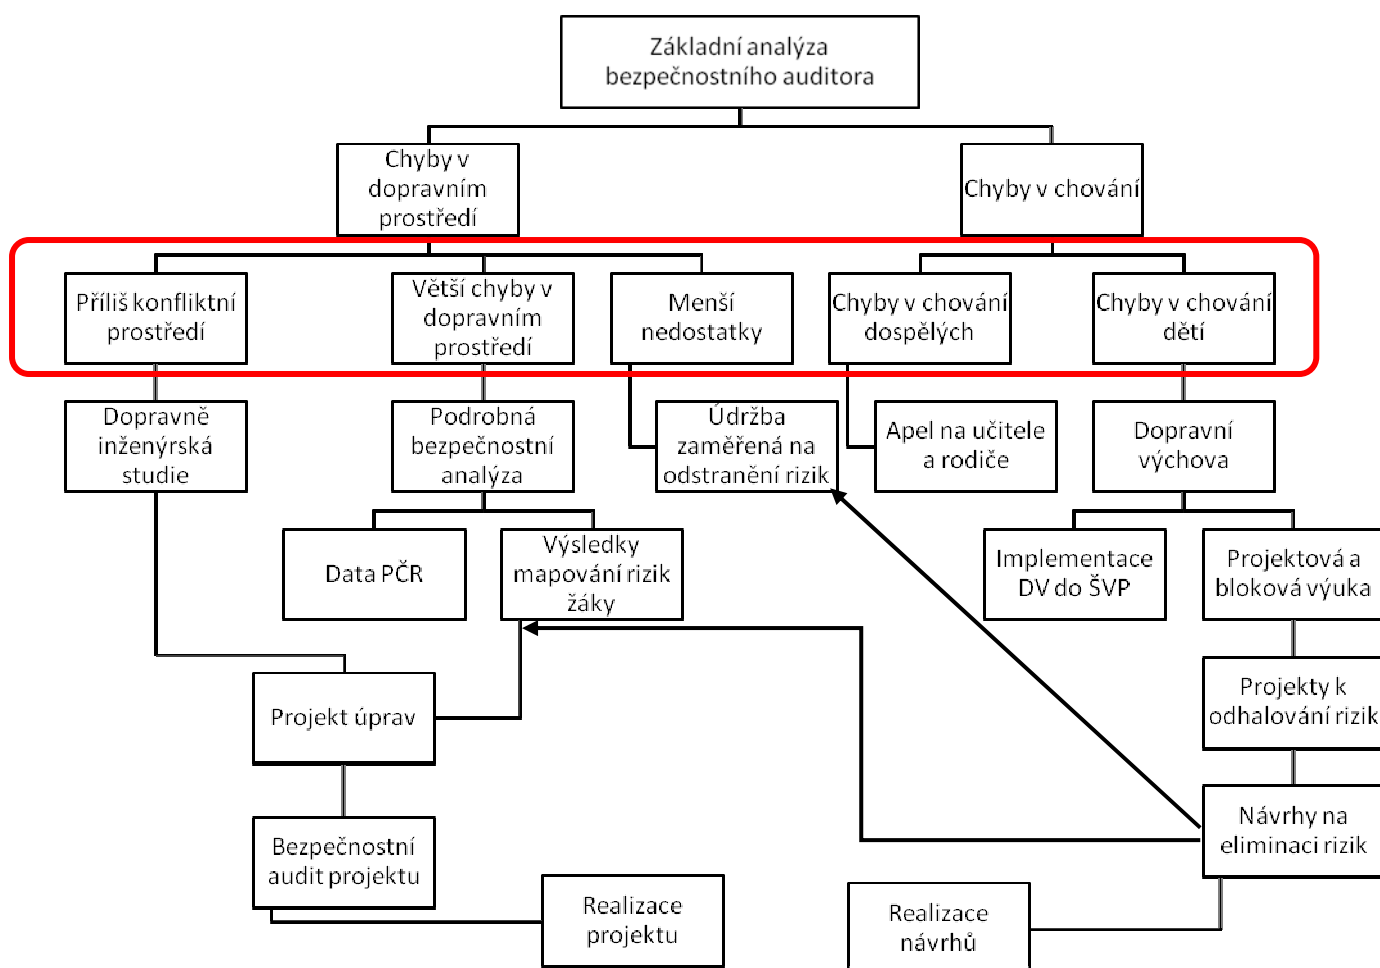 Základní analýza
bezpečnostního auditora
Chyby v
dopravním
prostředí
Chyby v chování
Příliš konfliktní
prostředí
Větší chyby v
dopravním
prostředí
Menší
nedostatky
Chyby v chování
dospělých
Chyby v chování
dětí
Dopravně
inženýrská
studie
Podrobná
bezpečnostní
analýza
Údržba
zaměřená na
odstranění rizik
Apel na učitele
a rodiče
Dopravní
výchova
Data PČR
Výsledky
mapování rizik
žáky
Implementace
DV do ŠVP
Projektová a
bloková výuka
Projekt úprav
Projekty k
odhalování rizik
Bezpečnostní
audit projektu
Návrhy na
eliminaci rizik
Realizace
projektu
Realizace
návrhů